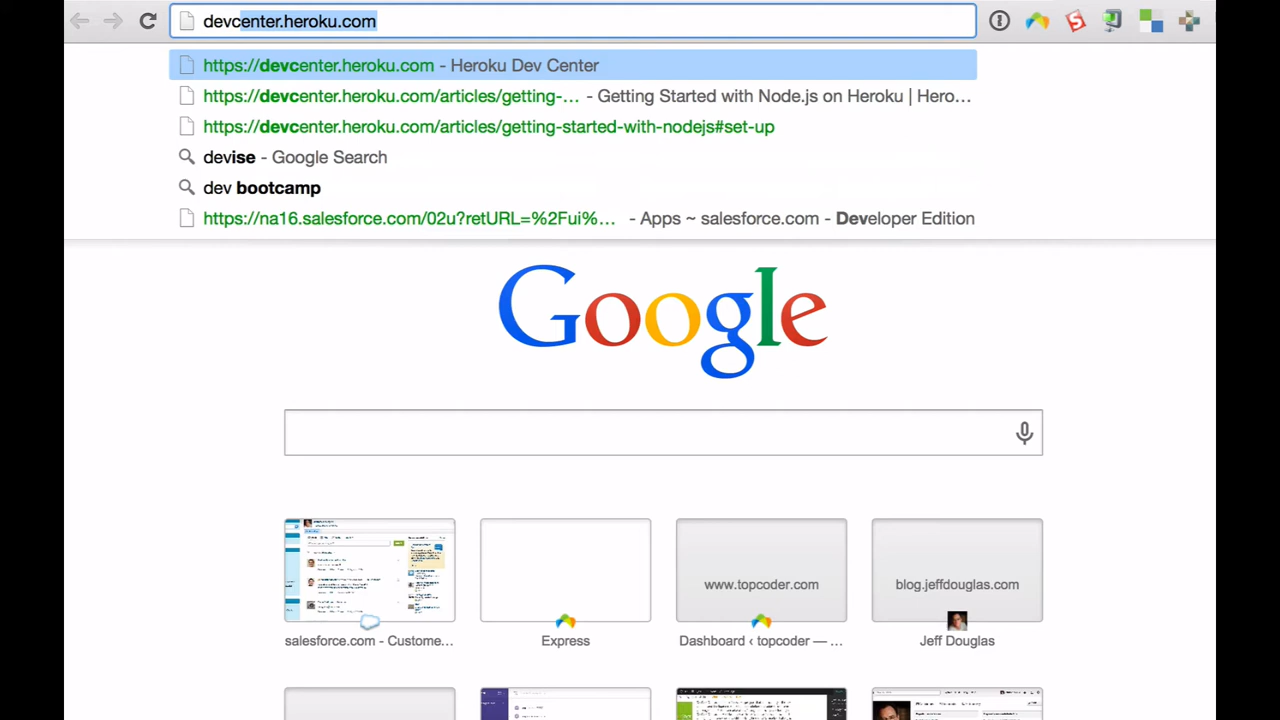 devcenter.heroku.com
https://devcenter.heroku.com - Heroku Dev Center
https://devcenter.heroku.com/articles/getting-… - Getting Started with Node.js on Heroku | Hero…
https://devcenter.heroku.com/articles/getting-started-with-nodejs#set-up
devise - Google Search
dev bootcamp
https://na16.salesforce.com/02u?retURL=%2Fui%… - Apps ~ salesforce.com - Developer Edition
Google
www.topcoder.com
blog.jeffdouglas.com
salesforce.com - Custome…
Express
Dashboard ‹ topcoder — …
Jeff Douglas